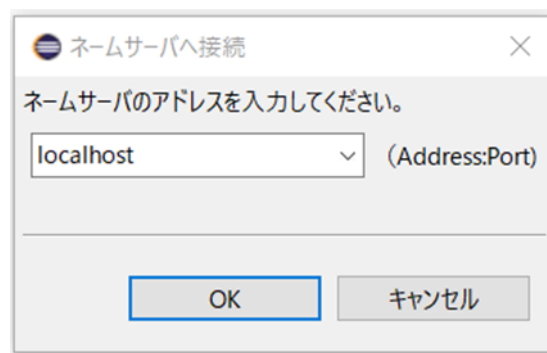 ネームサーバへ接続
ネームサーバのアドレスを入力してください。
localhost (Address:Port)
OK キャンセル